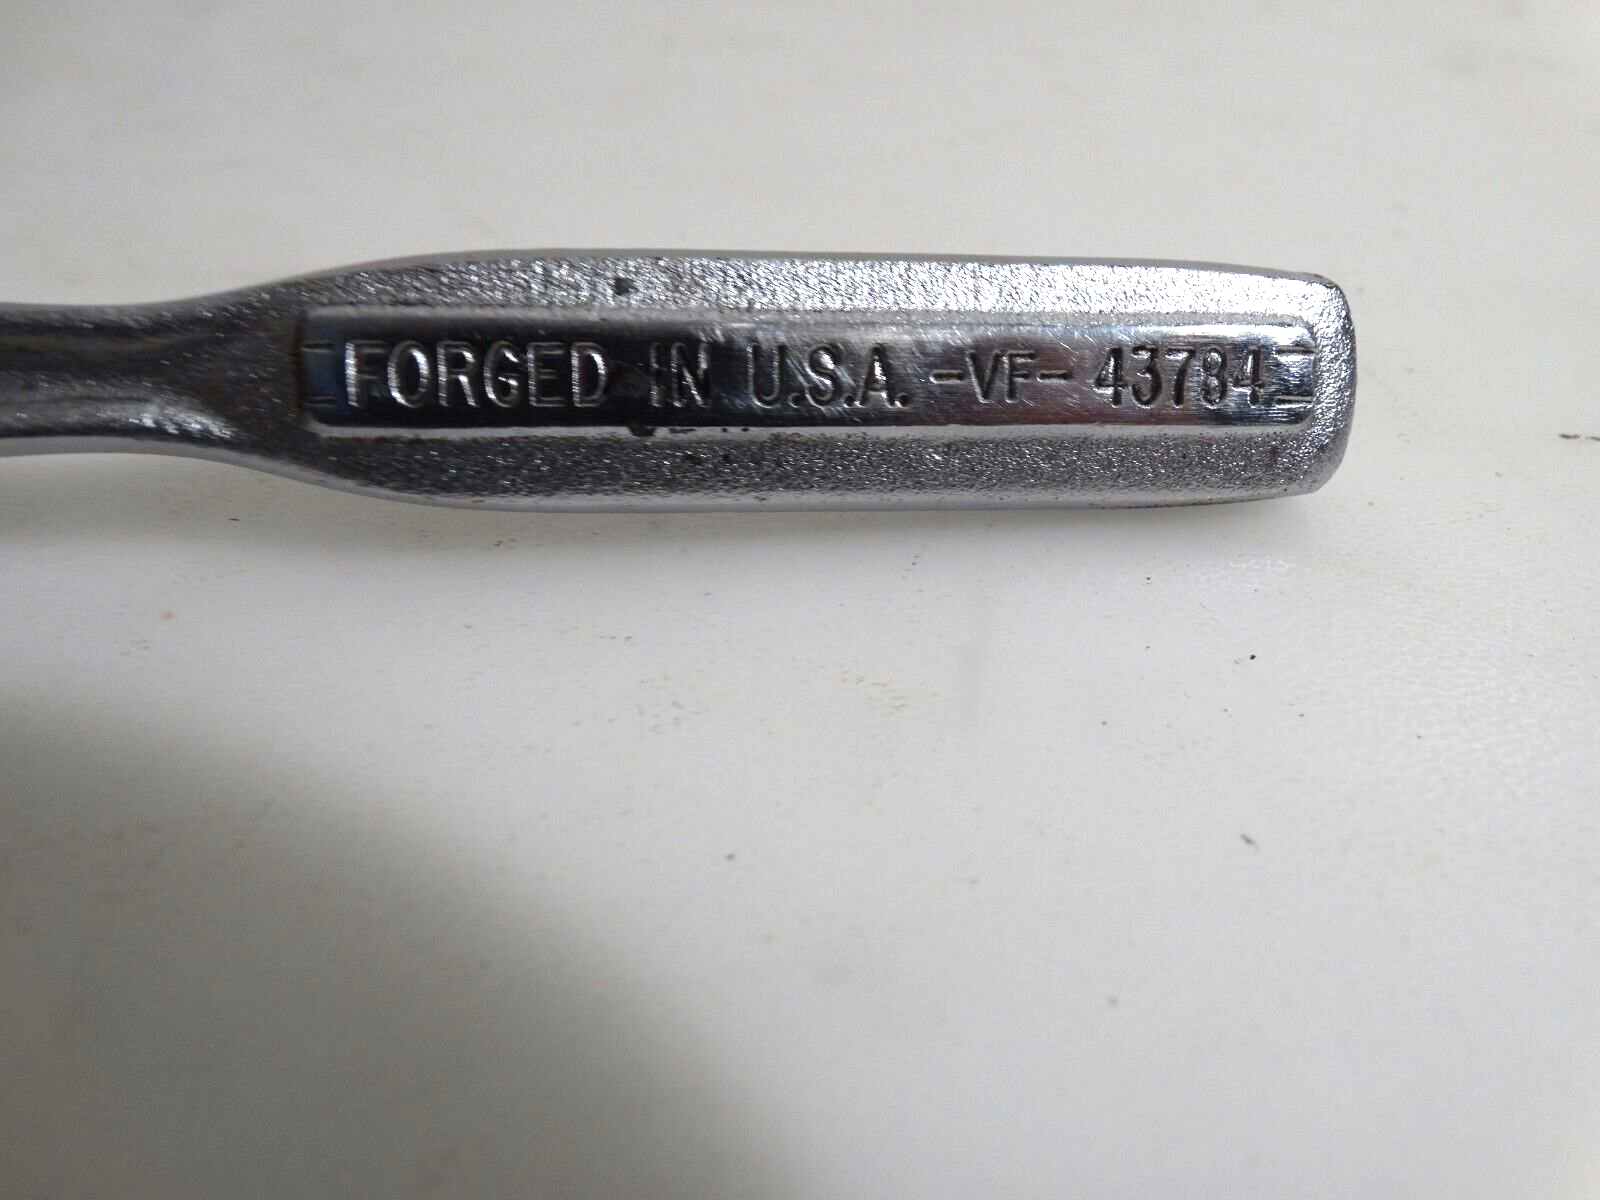 FORGED IN U.S.A. -VF- 43784